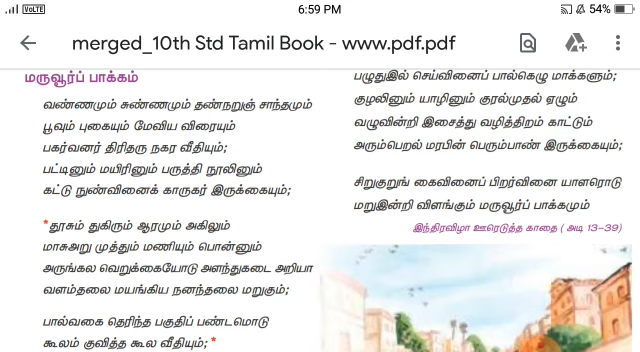 6:59 PM
VoLTE
54%
merged_10th Std Tamil Book - www.pdf.pdf
மருவூர்ப் பாக்கம்
வண்ணமும் சுண்ணமும் தண்நறுஞ் சாந்தமும்
பூவும் புகையும் மேவிய விரையும்
பகர்வனர் திரிதரு நகர வீதியும்;
பட்டினும் மயிரினும் பருத்தி நூலினும்
கட்டு நுண்வினைக் காருகர் இருக்கையும்;
*தூசும் துகிரும் ஆரமும் அகிலும்
மாசுஅறு முத்தும் மணியும் பொன்னும்
அருங்கல வெறுக்கையோடு அளந்துகடை அறியா
வளம்தலை மயங்கிய நனந்தலை மறுகும்;
பால்வகை தெரிந்த பகுதிப் பண்டமொடு
கூலம் குவித்த கூல வீதியும்; *
பழுதுஇல் செய்வினைப் பால்கெழு மாக்களும்;
குழலினும் யாழினும் குரல்முதல் ஏழும்
வழுவின்றி இசைத்து வழித்திறம் காட்டும்
அரும்பெறல் மரபின் பெரும்பாண் இருக்கையும்;
சிறுகுறுங் கைவினைப் பிறர்வினை யாளரொடு
மறுஇன்றி விளங்கும் மருவூர்ப் பாக்கமும்
இந்திரவிழா ஊரெடுத்த காதை ( அடி 13-39)